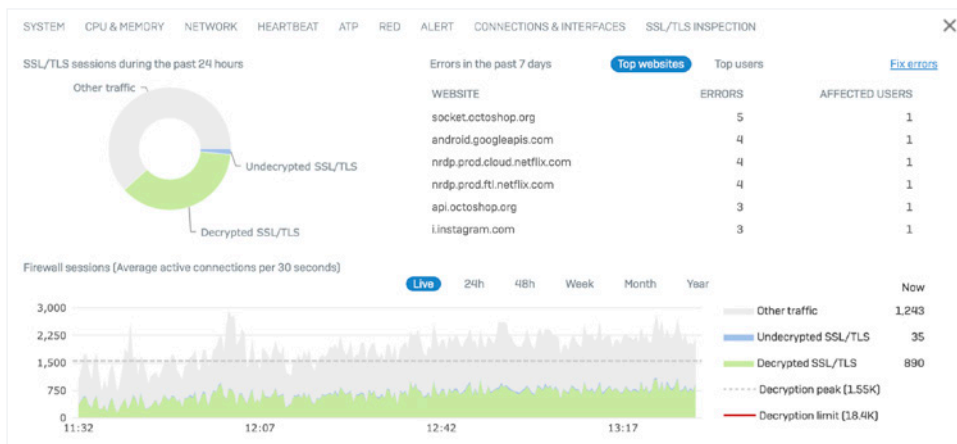 SYSTEM CPU & MEMORY NETWORK HEARTBEAT ATP RED ALERT CONNECTIONS & INTERFACES SSL/TLS INSPECTION
SSL/TLS sessions during the past 24 hours
Other traffic
Undecrypted SSL/TLS
Decrypted SSL/TLS
Errors in the past 7 days Top websites Top users Fix errors
WEBSITE ERRORS AFFECTED USERS
socket.octoshop.org 5 1
android.googleapis.com 4 1
nrdp.prod.cloud.netflix.com 4 1
nrdp.prod.ftl.netflix.com 4 1
api.octoshop.org 3 1
i.instagram.com 3 1
Firewall sessions (Average active connections per 30 seconds)
Live 24h 48h Week Month Year
3,000
2,250
1,500
750
0
11:32 12:07 12:42 13:17
Now
Other traffic 1,243
Undecrypted SSL/TLS 35
Decrypted SSL/TLS 890
Decryption peak (1.55K)
Decryption limit (18.4K)